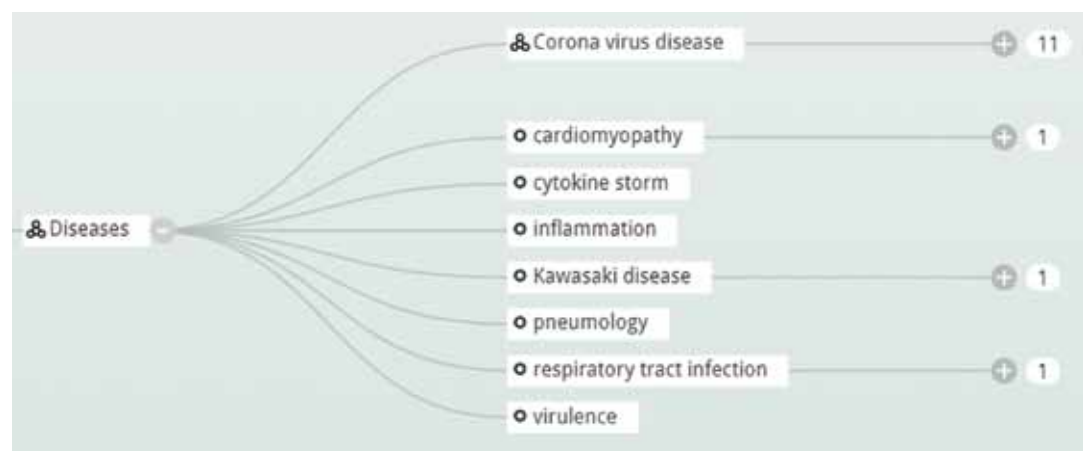 Corona virus disease 11
cardiomyopathy 1
cytokine storm
Diseases
inflammation
Kawasaki disease 1
pneumology
respiratory tract infection 1
virulence